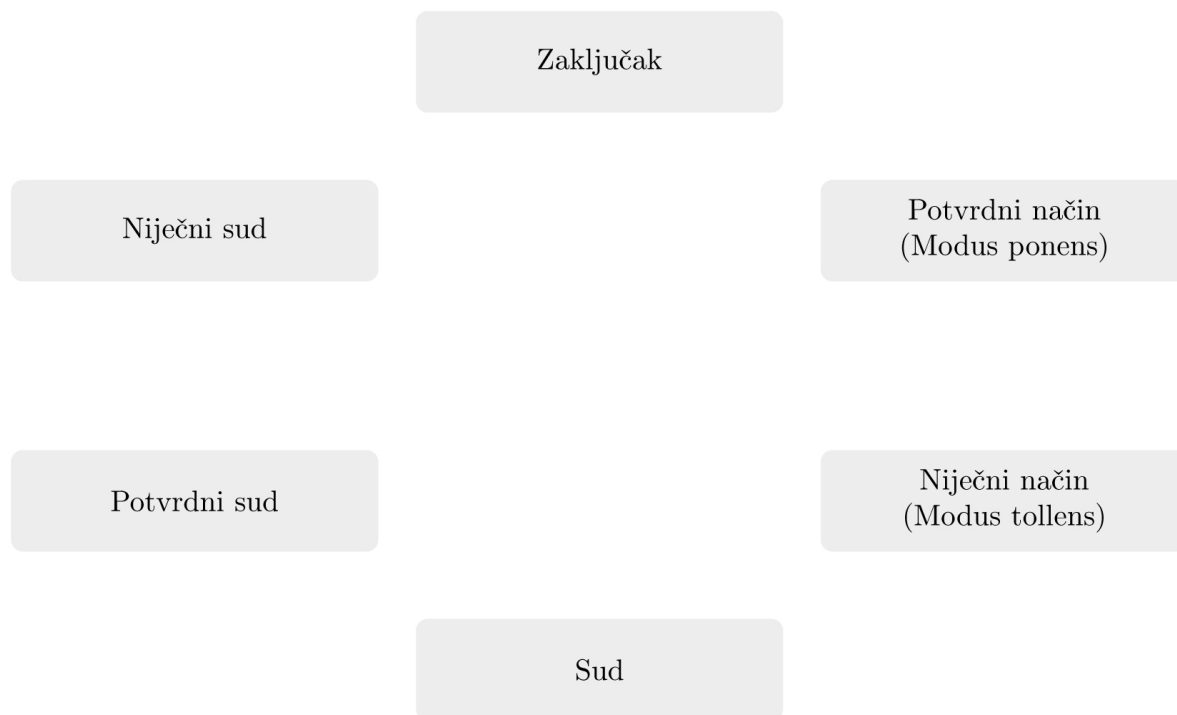 Zaključak
Niječni sud
Potvrdni način
(Modus ponens)
Potvrdni sud
Niječni način
(Modus tollens)
Sud